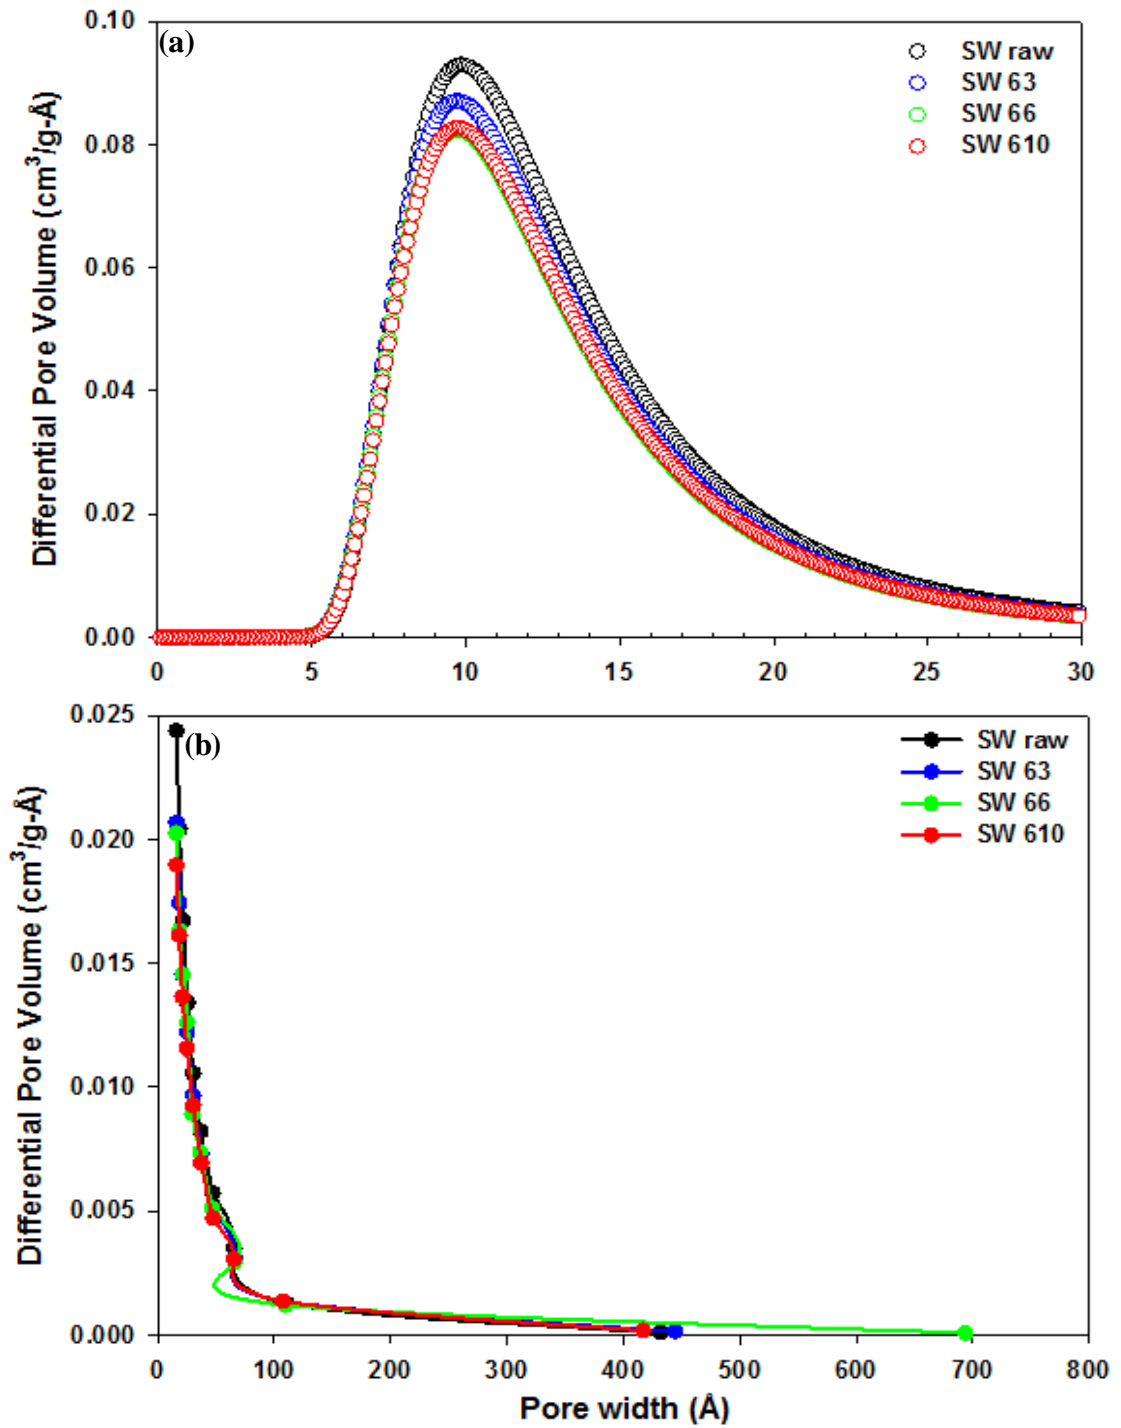 (a)
SW raw
SW 63
SW 66
SW 610
Differential Pore Volume (cm³/g-Å)
0.10
0.08
0.06
0.04
0.02
0.00
0 5 10 15 20 25 30
(b)
SW raw
SW 63
SW 66
SW 610
Differential Pore Volume (cm³/g-Å)
0.025
0.020
0.015
0.010
0.005
0.000
0 100 200 300 400 500 600 700 800
Pore width (Å)